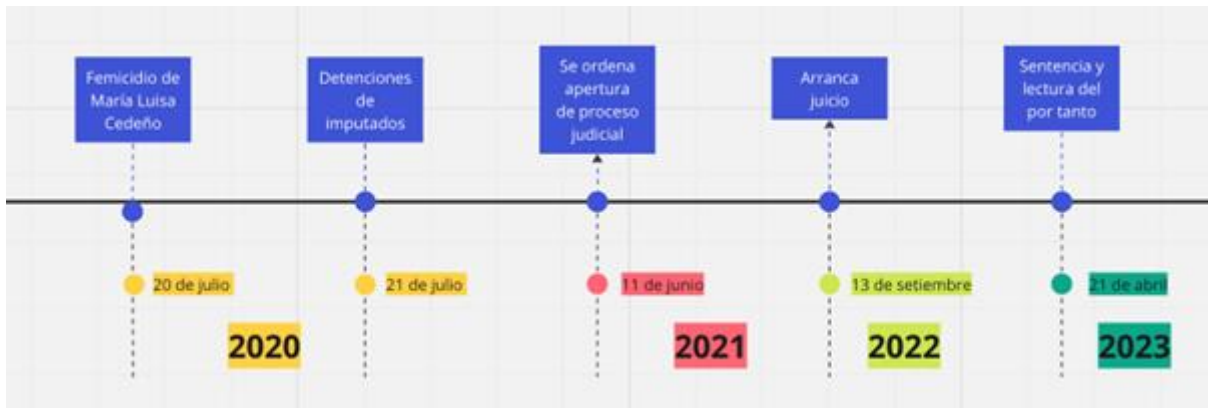 Femicidio de
María Luisa
Cedeño
Detenciones
de
imputados
Se ordena
apertura
de proceso
judicial
Arranca
juicio
Sentencia y
lectura del
por tanto
20 de julio
21 de julio
11 de junio
13 de setiembre
21 de abril
2020
2021
2022
2023